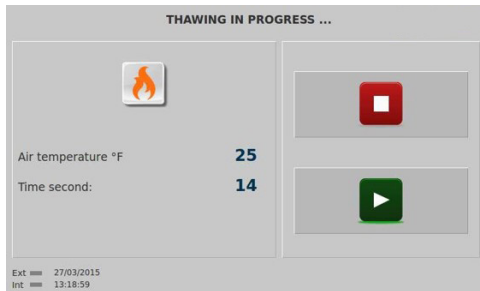 THAWING IN PROGRESS ...
Air temperature °F 25
Time second: 14
Ext 27/03/2015
Int 13:18:59